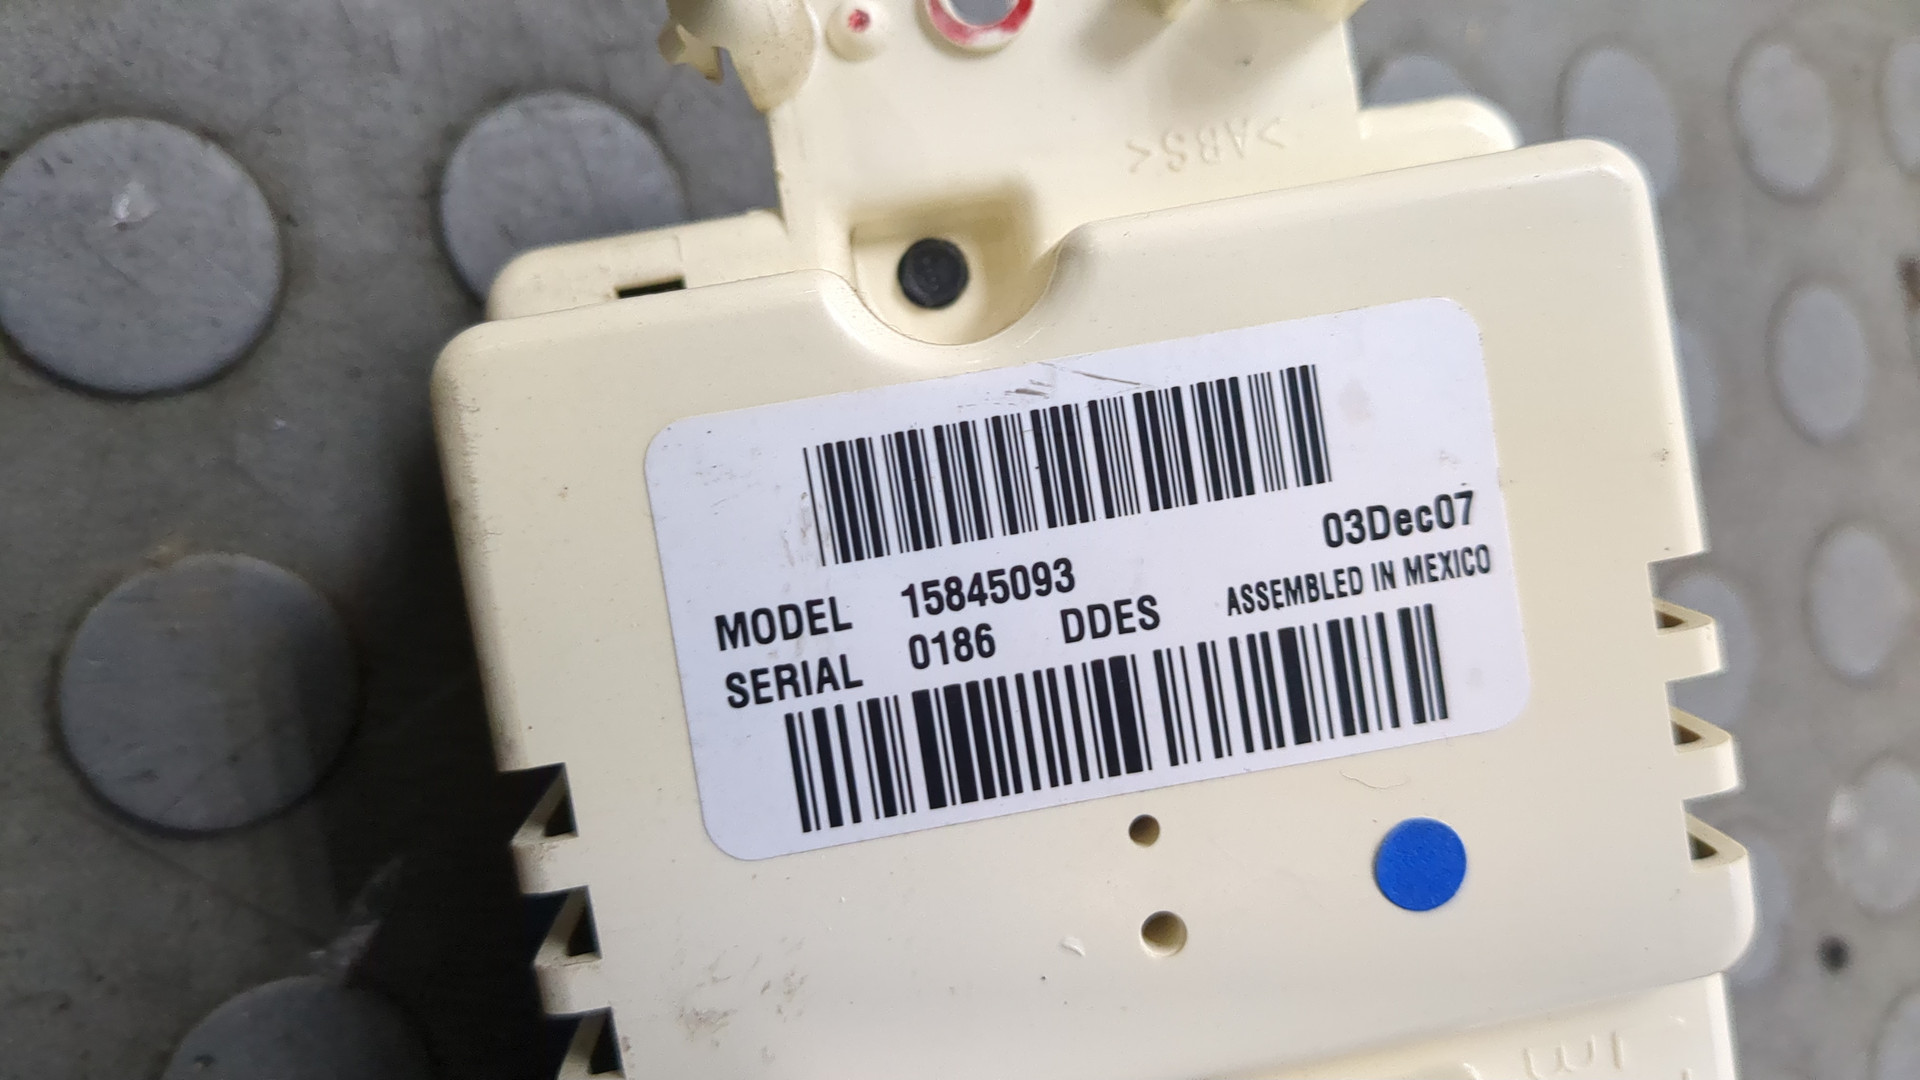 >ABS<
03Dec07
MODEL 15845093
ASSEMBLED IN MEXICO
SERIAL 0186 DDES